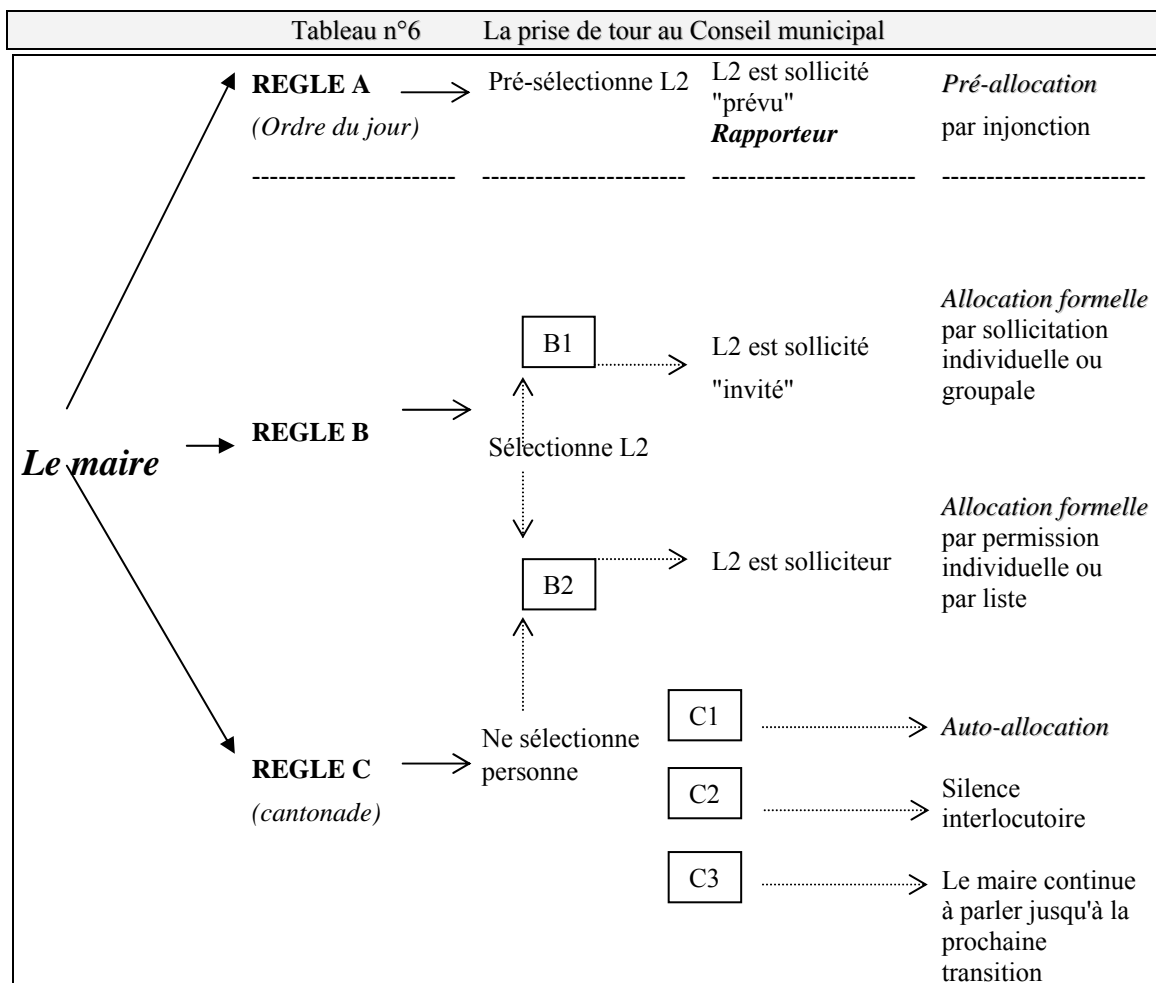 Tableau n°6 La prise de tour au Conseil municipal
REGLE A
(Ordre du jour)
Pré-sélectionne L2
L2 est sollicité
"prévu"
Rapporteur
Pré-allocation
par injonction
---------------------- ---------------------- ---------------------- ----------------------
Le maire
REGLE B
Sélectionne L2
B1
L2 est sollicité
"invité"
Allocation formelle
par sollicitation
individuelle ou
groupale
B2
L2 est solliciteur
Allocation formelle
par permission
individuelle ou
par liste
REGLE C
(cantonade)
Ne sélectionne
personne
C1
Auto-allocation
C2
Silence
interlocutoire
C3
Le maire continue
à parler jusqu'à la
prochaine
transition